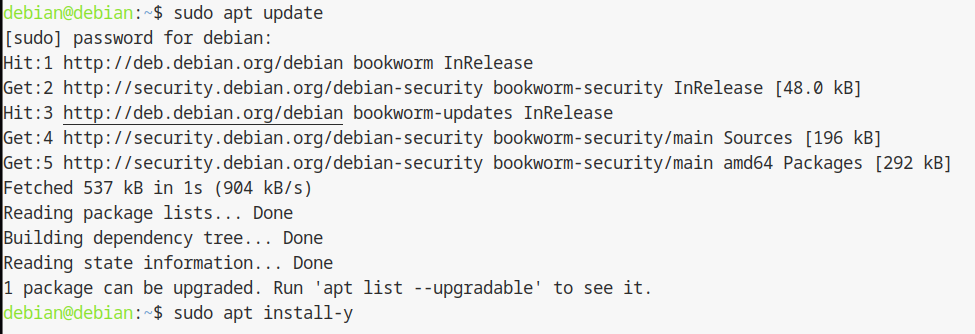 debian@debian:~$ sudo apt update
[sudo] password for debian:
Hit:1 http://deb.debian.org/debian bookworm InRelease
Get:2 http://security.debian.org/debian-security bookworm-security InRelease [48.0 kB]
Hit:3 http://deb.debian.org/debian bookworm-updates InRelease
Get:4 http://security.debian.org/debian-security bookworm-security/main Sources [196 kB]
Get:5 http://security.debian.org/debian-security bookworm-security/main amd64 Packages [292 kB]
Fetched 537 kB in 1s (904 kB/s)
Reading package lists... Done
Building dependency tree... Done
Reading state information... Done
1 package can be upgraded. Run 'apt list --upgradable' to see it.
debian@debian:~$ sudo apt install-y